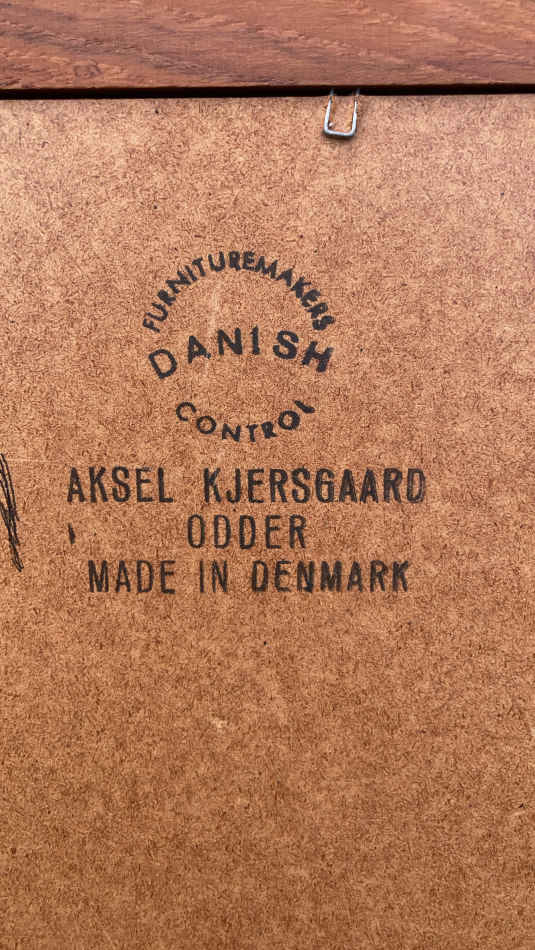 FURNITUREMAKERS
DANISH
CONTROL
AKSEL KJERSGAARD
ODDER
MADE IN DENMARK